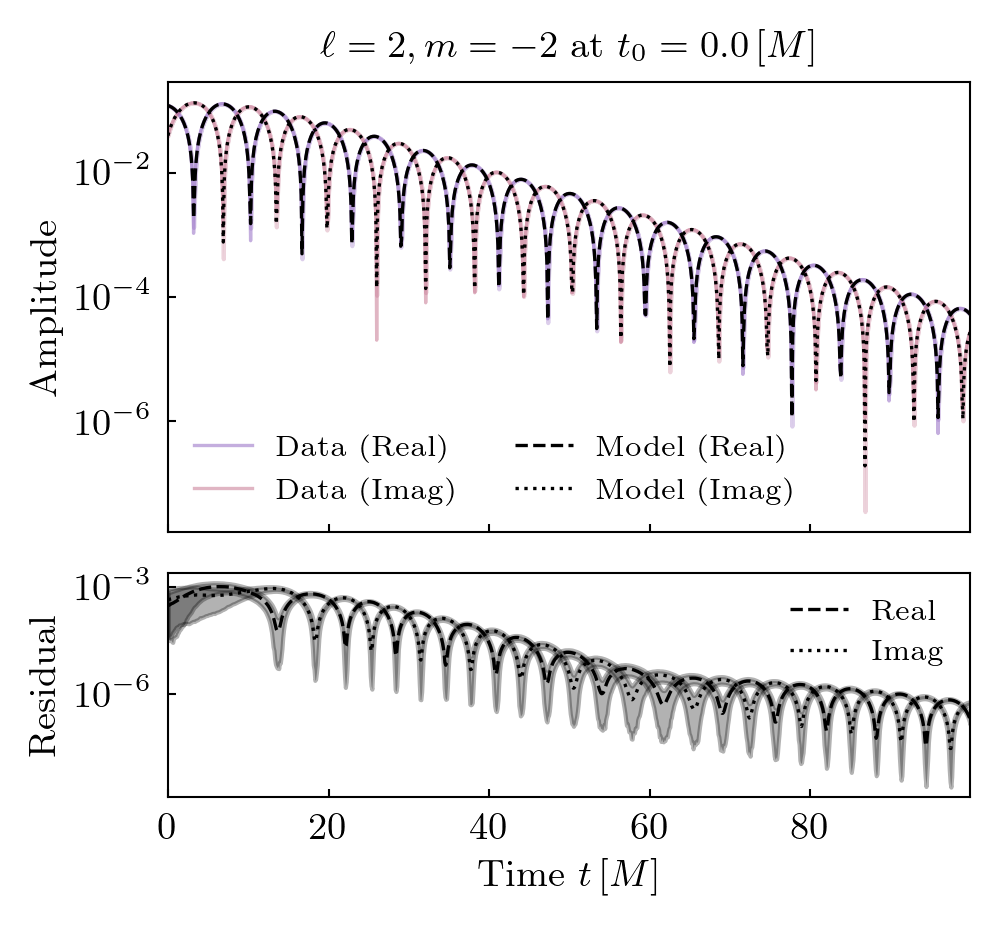 ℓ = 2, m = −2 at t₀ = 0.0 [M]
Amplitude
10⁻²
10⁻⁴
10⁻⁶
Data (Real)
Data (Imag)
Model (Real)
Model (Imag)
Residual
10⁻³
10⁻⁶
Real
Imag
0 20 40 60 80
Time t [M]